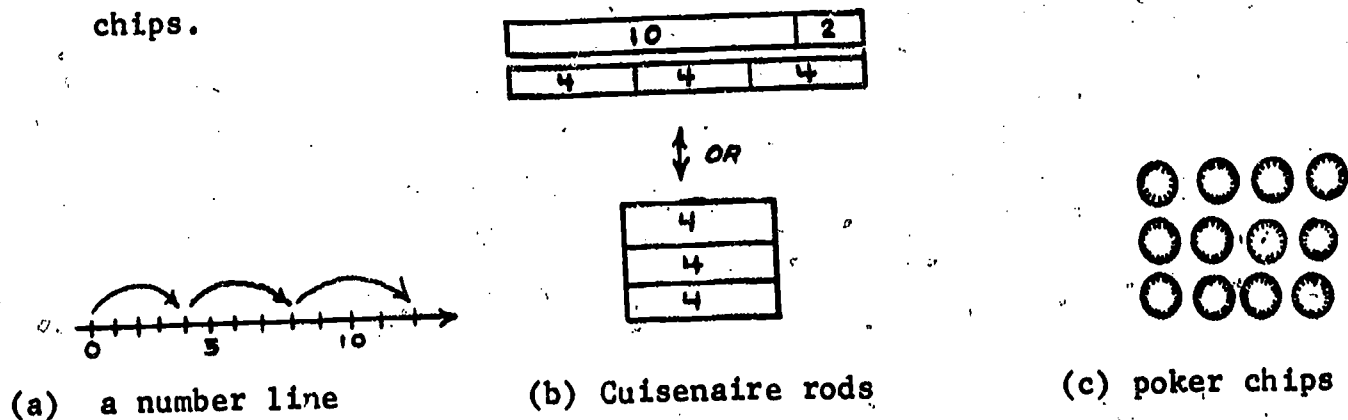 chips.
10 2
4 4 4
OR
4
4
4
0 5 10
(a) a number line
(b) Cuisenaire rods
(c) poker chips